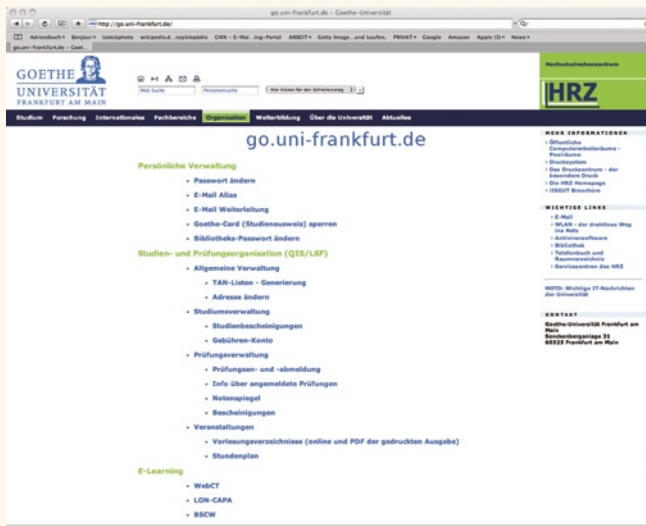 go.uni-frankfurt.de – Goethe-Universität
http://go.uni-frankfurt.de/
Adressbuch Bonjour istockphoto wikipedia.d...nzyklopädie GMX - E-Mai...ing-Portal ARBEIT Getty Image...und kaufen. PRIVAT Google Amazon Apple (5) News
go.uni-frankfurt.de – Goet...
GOETHE
UNIVERSITÄT
FRANKFURT AM MAIN
Web Suche
Personensuche
Hier klicken für den Schnelleinstieg
Hochschulrechenzentrum
HRZ
Studium Forschung Internationales Fachbereiche Organisation Weiterbildung Über die Universität Aktuelles
go.uni-frankfurt.de
Persönliche Verwaltung
• Passwort ändern
• E-Mail Alias
• E-Mail Weiterleitung
• Goethe-Card (Studienausweis) sperren
• Bibliotheks-Passwort ändern
Studien- und Prüfungsorganisation (QIS/LSF)
• Allgemeine Verwaltung
• TAN-Listen - Generierung
• Adresse ändern
• Studiumsverwaltung
• Studienbescheinigungen
• Gebühren-Konto
• Prüfungsverwaltung
• Prüfungsan- und -abmeldung
• Info über angemeldete Prüfungen
• Notenspiegel
• Bescheinigungen
• Veranstaltungen
• Vorlesungsverzeichnisse (online und PDF der gedruckten Ausgabe)
• Stundenplan
E-Learning
• WebCT
• LON-CAPA
• BSCW
MEHR INFORMATIONEN
› Öffentliche
Computerarbeiterräume -
Poolräume
› Drucksystem
› Das Druckzentrum - der
besondere Druck
› Die HRZ Homepage
WICHTIGE LINKS
› E-Mail
› WLAN - der drahtlose Weg
ins Netz
› Antivirensoftware
› Bibliothek
› Telefonbuch und
Raumverzeichnis
› Servicezentren des HRZ
MOTD: Wichtige IT-Nachrichten
der Universität
KONTAKT
Goethe-Universität Frankfurt am
Main
Senckenberganlage 31
60325 Frankfurt am Main